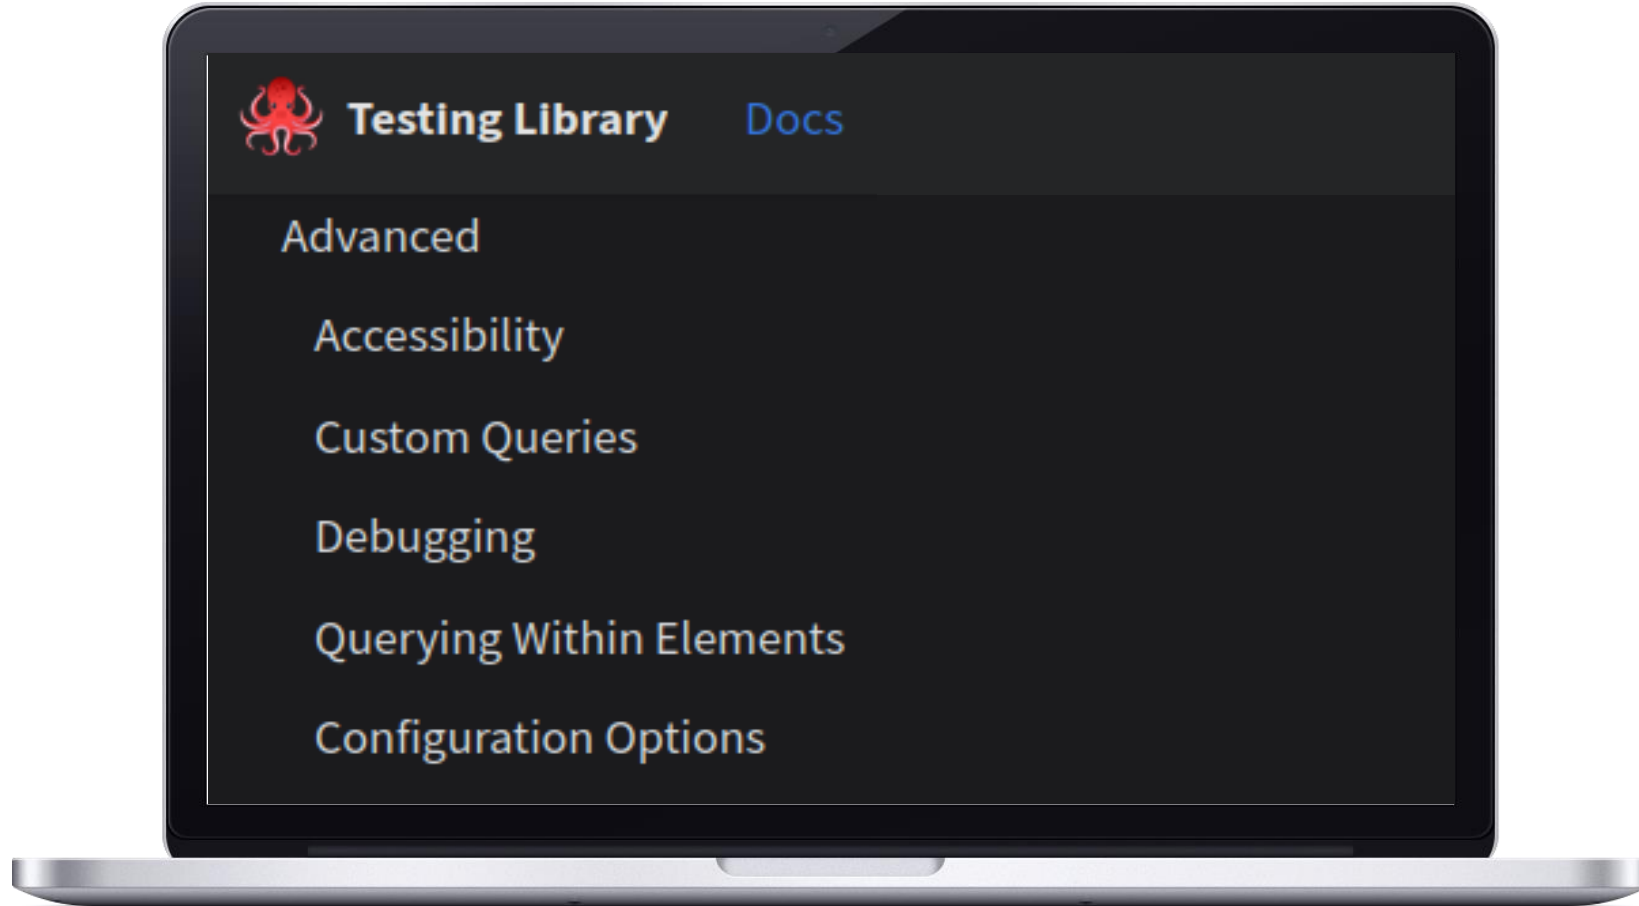 Testing Library Docs
Advanced
Accessibility
Custom Queries
Debugging
Querying Within Elements
Configuration Options